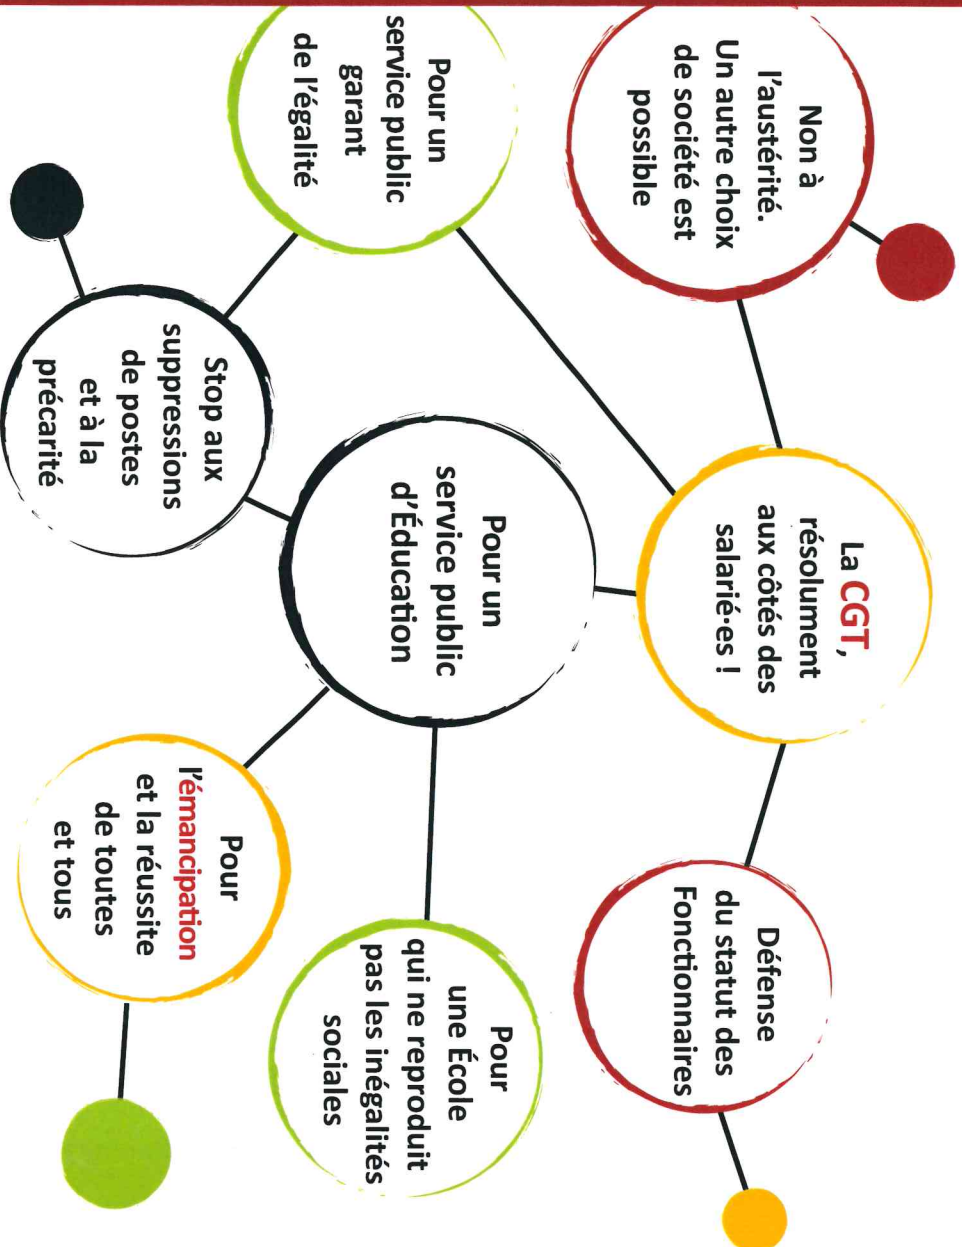 Non à
l'austérité.
Un autre choix
de société est
possible
La CGT,
résolument
aux côtés des
salarié·es !
Défense
du statut des
Fonctionnaires
Pour un
service public
garant
de l'égalité
Pour un
service public
d'Éducation
Pour
une École
qui ne reproduit
pas les inégalités
sociales
Stop aux
suppressions
de postes
et à la
précarité
Pour
l'émancipation
et la réussite
de toutes
et tous